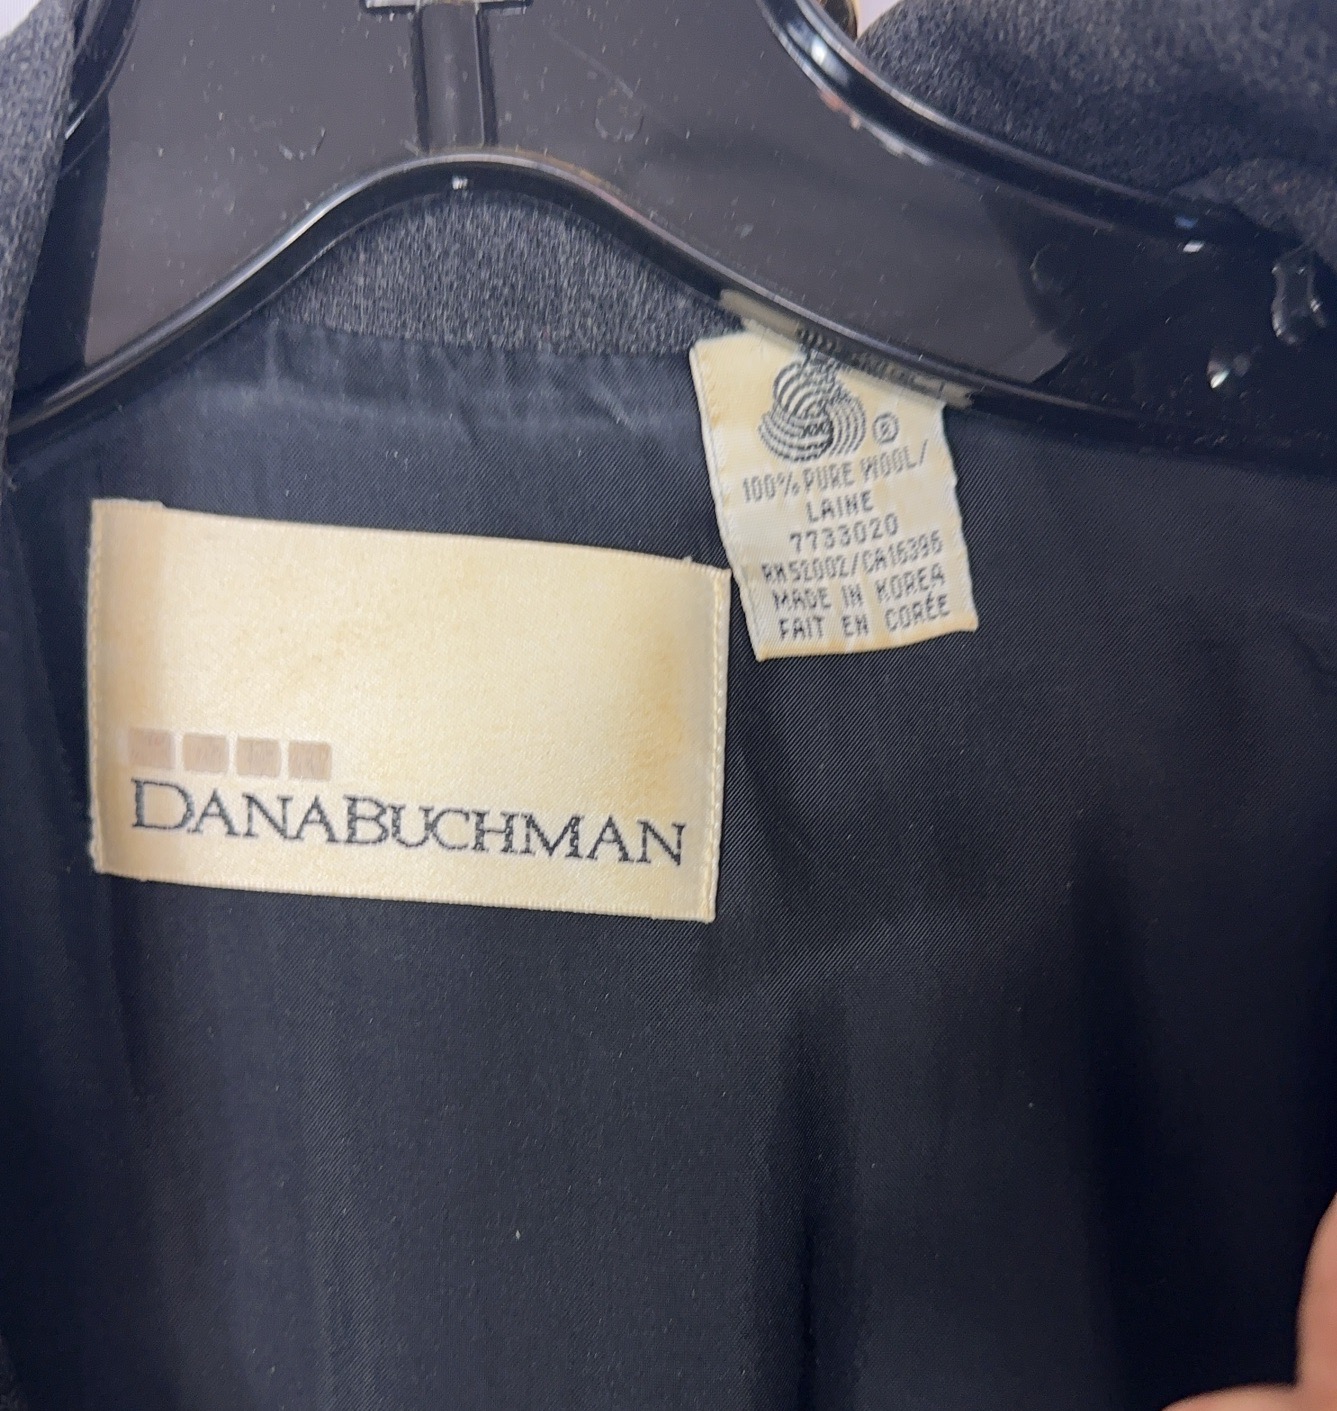 ®
100% PURE WOOL/
LAINE
7733020
RN52002/CA16396
MADE IN KOREA
FAIT EN CORÉE
DANABUCHMAN